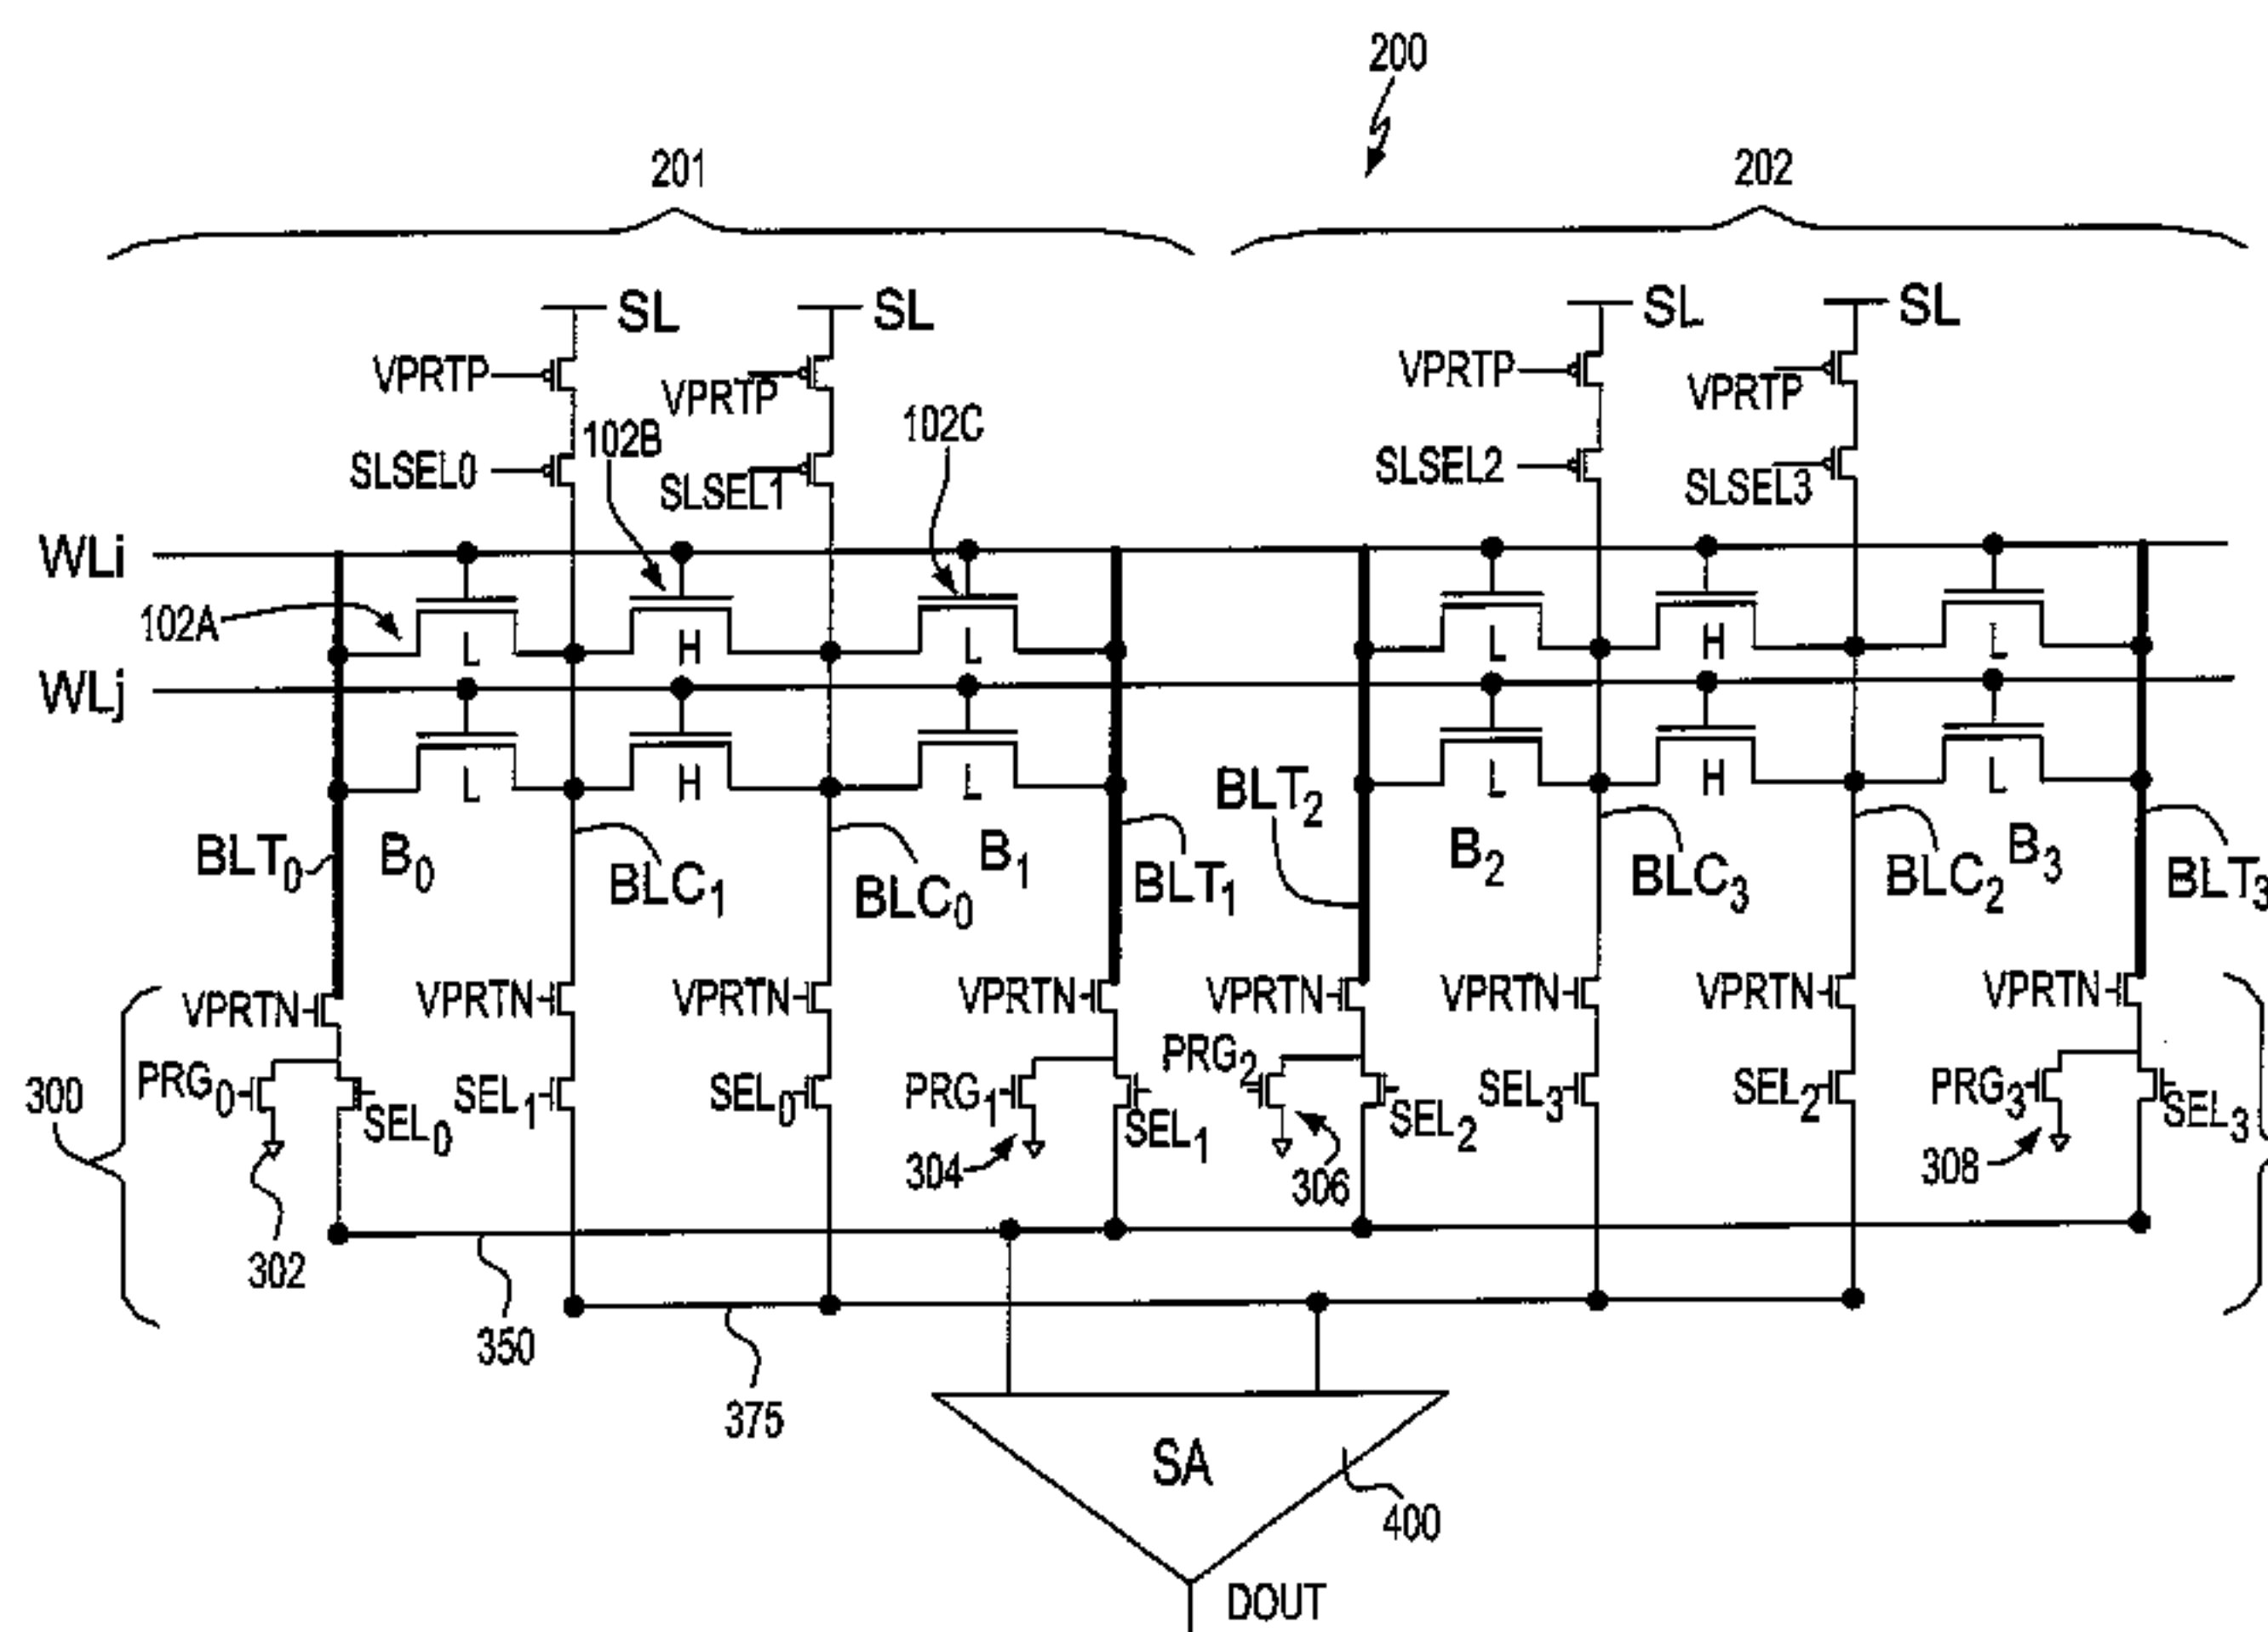 200
201
202
SL
SL
SL
SL
VPRTP
VPRTP
VPRTP
VPRTP
102B
102C
SLSEL0
SLSEL1
SLSEL2
SLSEL3
WLi
102A
L
H
L
L
H
L
WLj
L
H
L
L
H
L
BLT0
B0
BLC1
BLC0
B1
BLT1
BLT2
B2
BLC3
BLC2
B3
BLT3
VPRTN
VPRTN
VPRTN
VPRTN
VPRTN
VPRTN
VPRTN
VPRTN
300
PRG0
SEL0
SEL1
SEL0
PRG1
SEL1
PRG2
SEL2
SEL3
SEL2
PRG3
SEL3
302
304
306
308
350
375
SA
400
DOUT